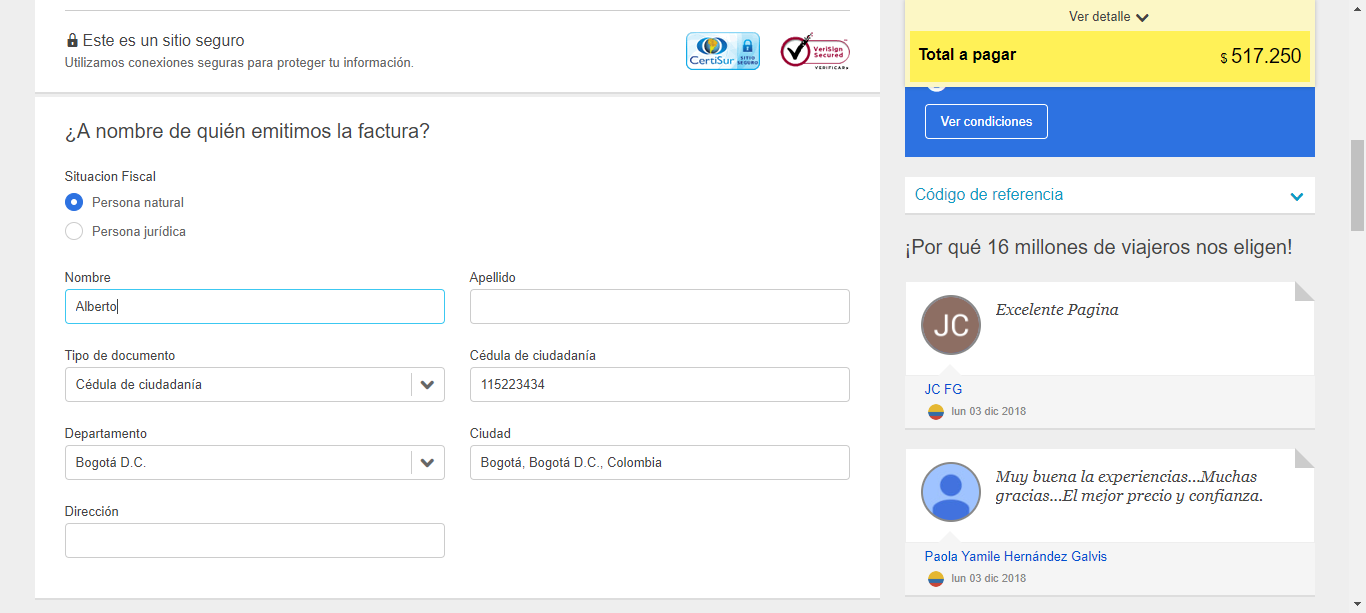 Este es un sitio seguro
Utilizamos conexiones seguras para proteger tu información.
CertiSur SITIO SEGURO
VeriSign Secured
VERIFICAR
¿A nombre de quién emitimos la factura?
Situacion Fiscal
Persona natural
Persona jurídica
Nombre
Apellido
Alberto
Tipo de documento
Cédula de ciudadanía
Cédula de ciudadanía
115223434
Departamento
Ciudad
Bogotá D.C.
Bogotá, Bogotá D.C., Colombia
Dirección
Ver detalle
Total a pagar
$ 517.250
Ver condiciones
Código de referencia
¡Por qué 16 millones de viajeros nos eligen!
JC
Excelente Pagina
JC FG
lun 03 dic 2018
Muy buena la experiencias...Muchas
gracias...El mejor precio y confianza.
Paola Yamile Hernández Galvis
lun 03 dic 2018